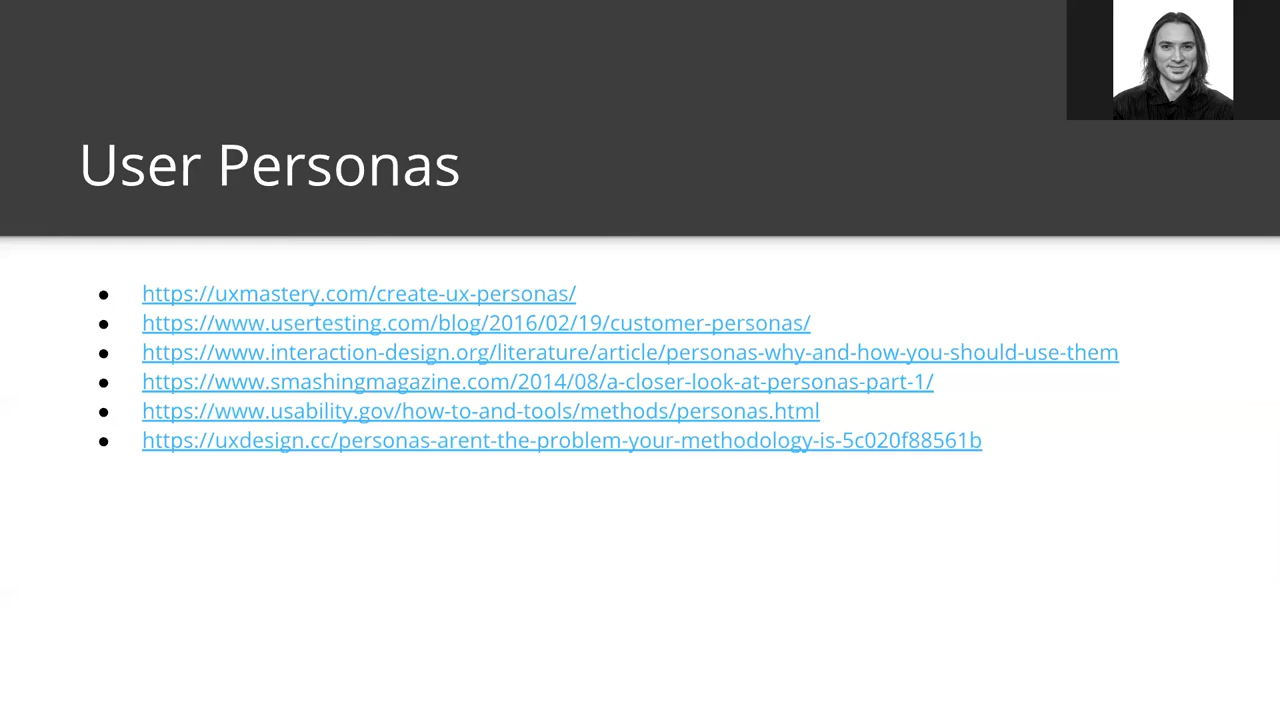 User Personas
https://uxmastery.com/create-ux-personas/
https://www.usertesting.com/blog/2016/02/19/customer-personas/
https://www.interaction-design.org/literature/article/personas-why-and-how-you-should-use-them
https://www.smashingmagazine.com/2014/08/a-closer-look-at-personas-part-1/
https://www.usability.gov/how-to-and-tools/methods/personas.html
https://uxdesign.cc/personas-arent-the-problem-your-methodology-is-5c020f88561b